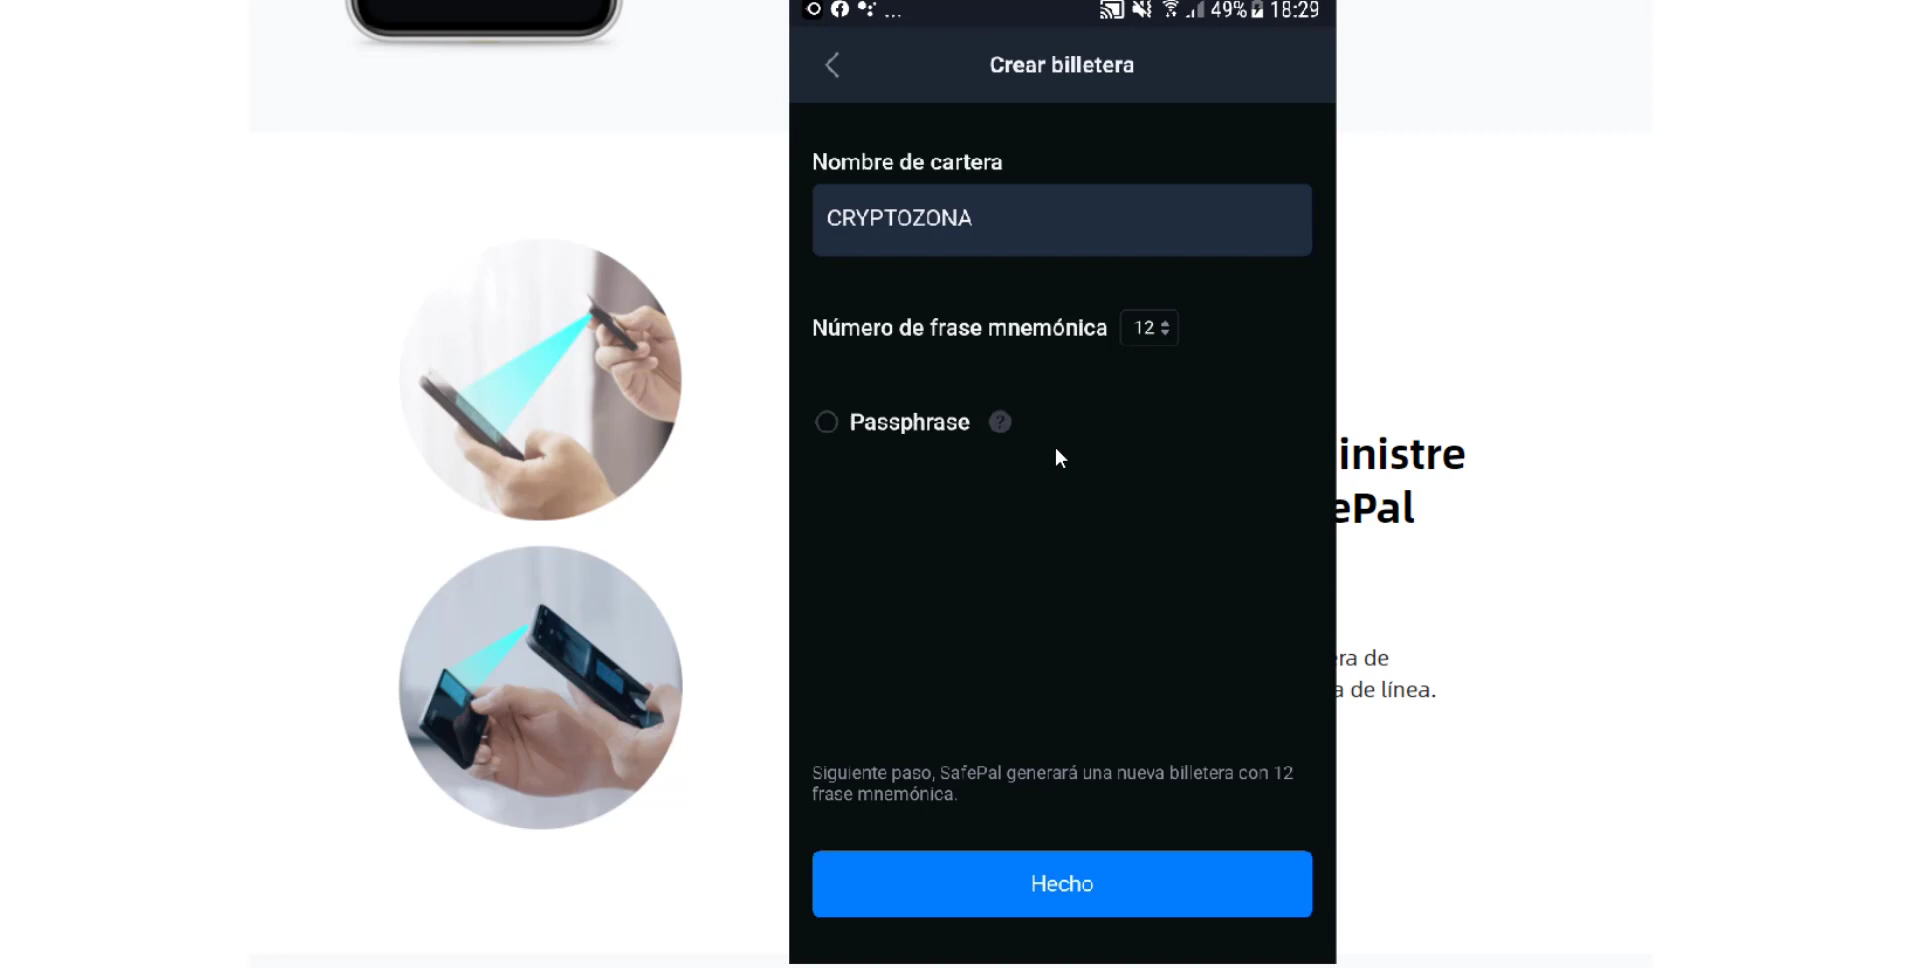 49% 18:29
Crear billetera
Nombre de cartera
CRYPTOZONA
Número de frase mnemónica 12
Passphrase ?
inistre
ePal
ra de
a de línea.
Siguiente paso, SafePal generará una nueva billetera con 12
frase mnemónica.
Hecho